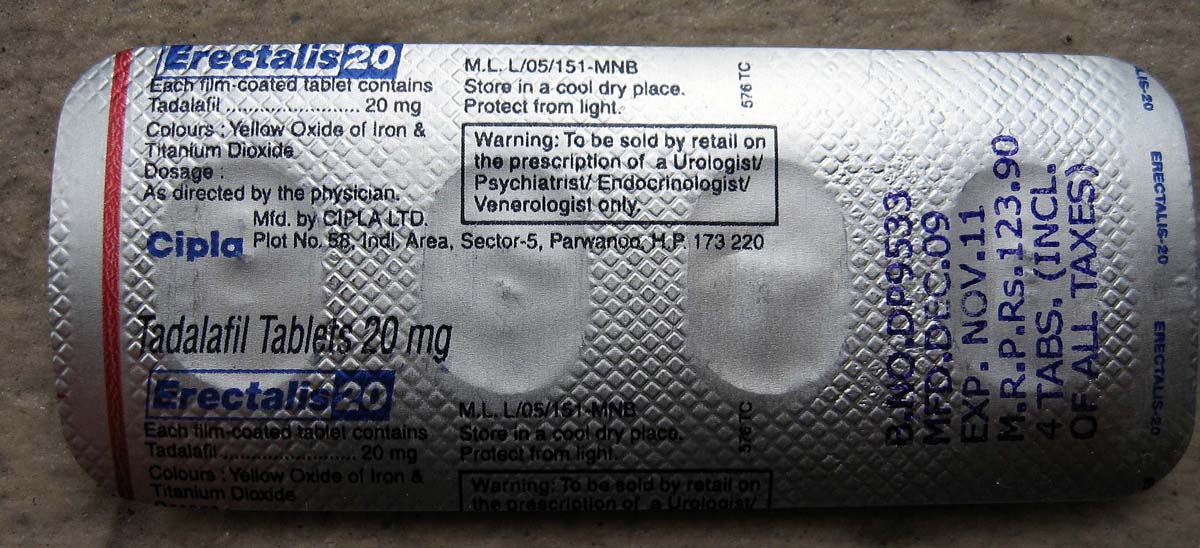 Erectalis 20
Each film-coated tablet contains
Tadalafil ........................ 20 mg
Colours : Yellow Oxide of Iron &
Titanium Dioxide
Dosage :
As directed by the physician.
Mfd. by CIPLA LTD.
Cipla Plot No. 58, Indl. Area, Sector-5, Parwanoo, H.P. 173 220
M.L. L/05/151-MNB
Store in a cool dry place.
Protect from light.
576 TC
Warning: To be sold by retail on
the prescription of a Urologist/
Psychiatrist/ Endocrinologist/
Venerologist only.
Tadalafil Tablets 20 mg
Erectalis 20
Each film-coated tablet contains
Tadalafil ........................ 20 mg
Colours : Yellow Oxide of Iron &
Titanium Dioxide
M.L. L/05/151-MNB
Store in a cool dry place.
Protect from light.
576 TC
Warning: To be sold by retail on
the prescription of a Urologist/
B.NO.DP9533
MFD.DEC.09
EXP. NOV.11
M.R.P.Rs.123.90
4 TABS. (INCL.
OF ALL TAXES)
LIS-20
ERECTALIS-20
ERECTALIS-20